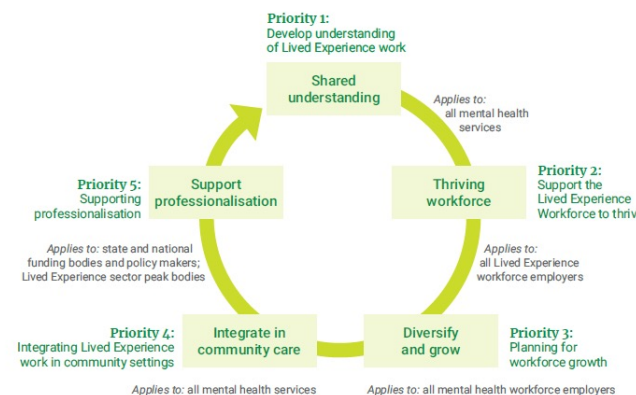 Priority 1:
Develop understanding
of Lived Experience work
Shared
understanding
Applies to:
all mental health
services
Priority 2:
Support the
Lived Experience
Workforce to thriv
Thriving
workforce
Applies to:
all Lived Experience
workforce employers
Priority 3:
Planning for
workforce growth
Diversify
and grow
Applies to: all mental health workforce employers
Priority 4:
Integrating Lived Experience
work in community settings
Integrate in
community care
Applies to: all mental health services
Priority 5:
Supporting
professionalisation
Support
professionalisation
Applies to: state and national
funding bodies and policy makers;
Lived Experience sector peak bodies